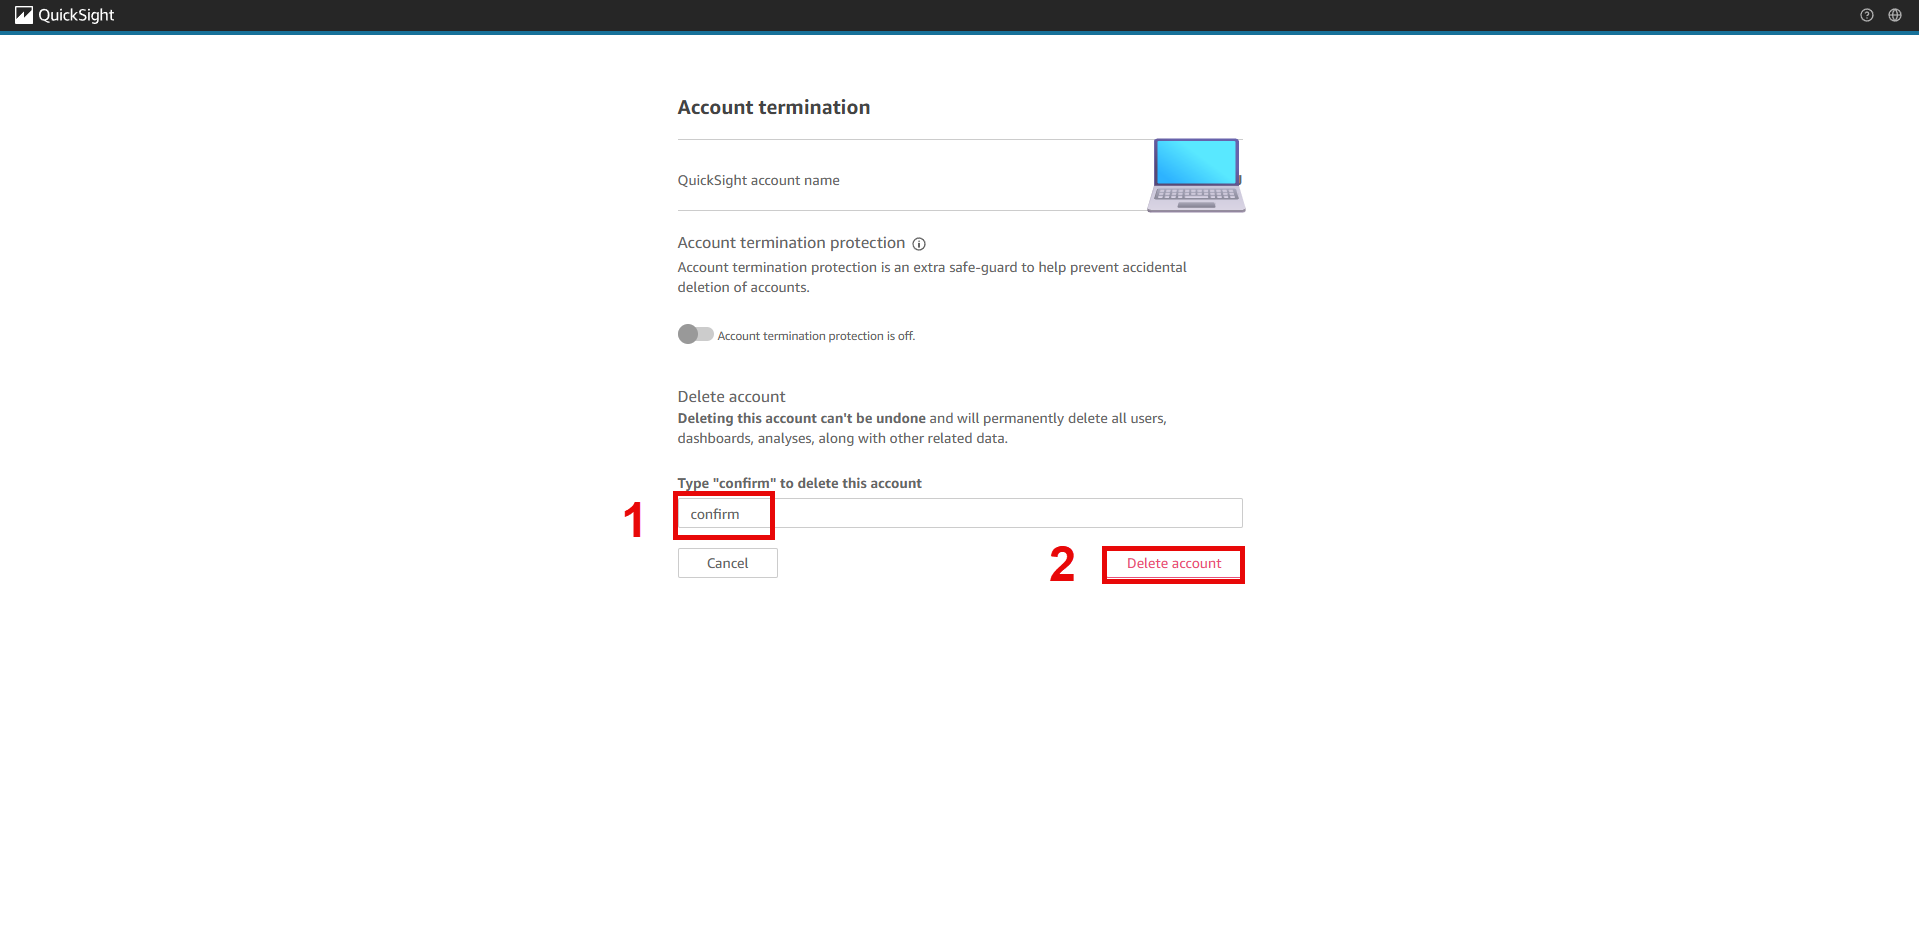 QuickSight
Account termination
QuickSight account name
Account termination protection
Account termination protection is an extra safe-guard to help prevent accidental
deletion of accounts.
Account termination protection is off.
Delete account
Deleting this account can't be undone and will permanently delete all users,
dashboards, analyses, along with other related data.
Type "confirm" to delete this account
1 confirm
Cancel 2 Delete account